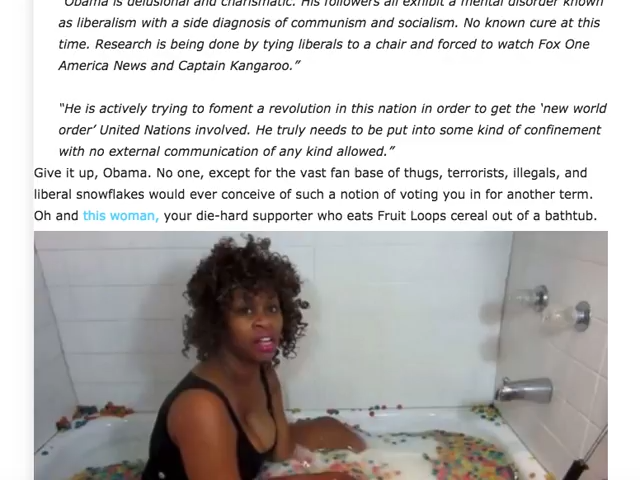 "Obama is delusional and charismatic. His followers all exhibit a mental disorder known
as liberalism with a side diagnosis of communism and socialism. No known cure at this
time. Research is being done by tying liberals to a chair and forced to watch Fox One
America News and Captain Kangaroo.”
“He is actively trying to foment a revolution in this nation in order to get the ‘new world
order’ United Nations involved. He truly needs to be put into some kind of confinement
with no external communication of any kind allowed.”
Give it up, Obama. No one, except for the vast fan base of thugs, terrorists, illegals, and
liberal snowflakes would ever conceive of such a notion of voting you in for another term.
Oh and this woman, your die-hard supporter who eats Fruit Loops cereal out of a bathtub.